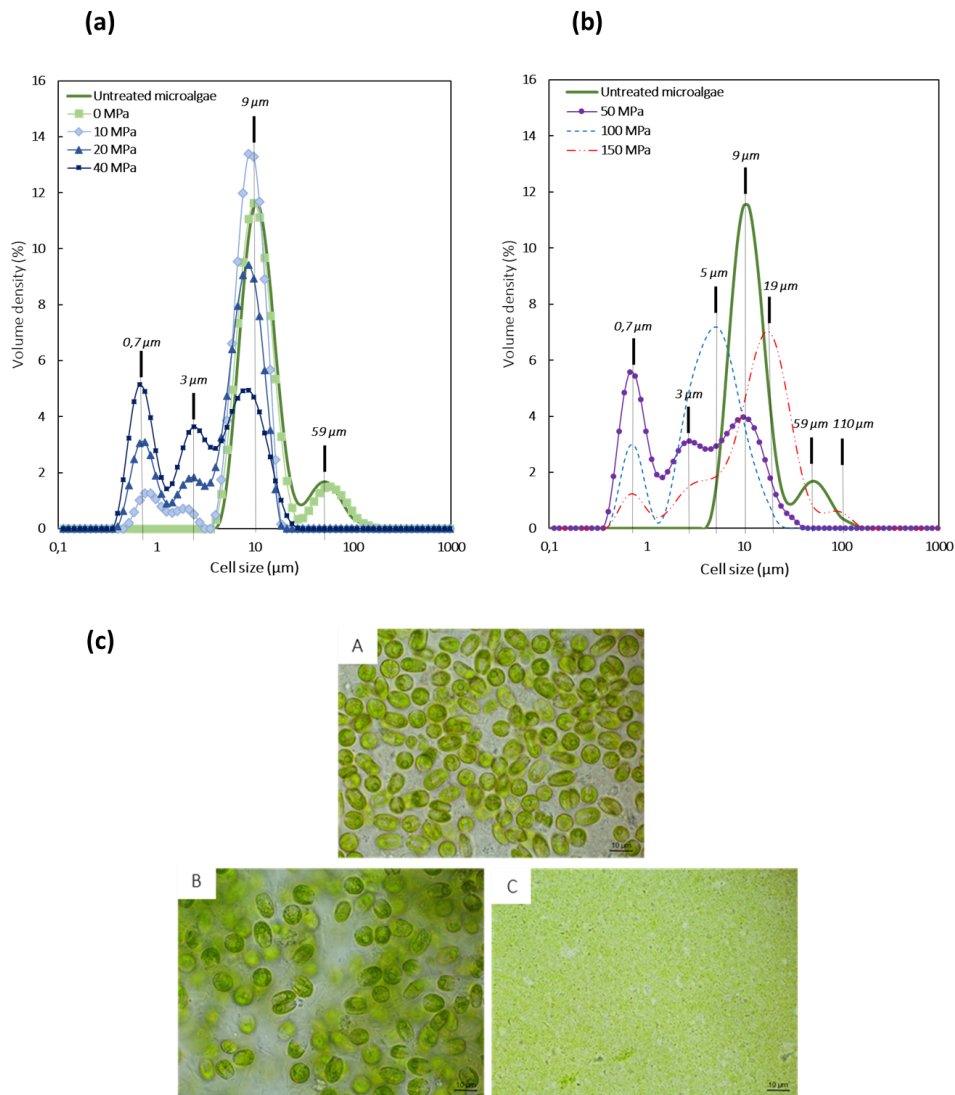 (a)
16
14
12
10
8
6
4
2
0
Volume density (%)
Untreated microalgae
0 MPa
10 MPa
20 MPa
40 MPa
9 µm
0,7 µm
3 µm
59 µm
0,1
1
10
100
1000
Cell size (µm)
(b)
16
14
12
10
8
6
4
2
0
Volume density (%)
Untreated microalgae
50 MPa
100 MPa
150 MPa
9 µm
5 µm
19 µm
0,7 µm
3 µm
59 µm
110 µm
0,1
1
10
100
1000
Cell size (µm)
(c)
A
10 µm
B
10 µm
C
10 µm